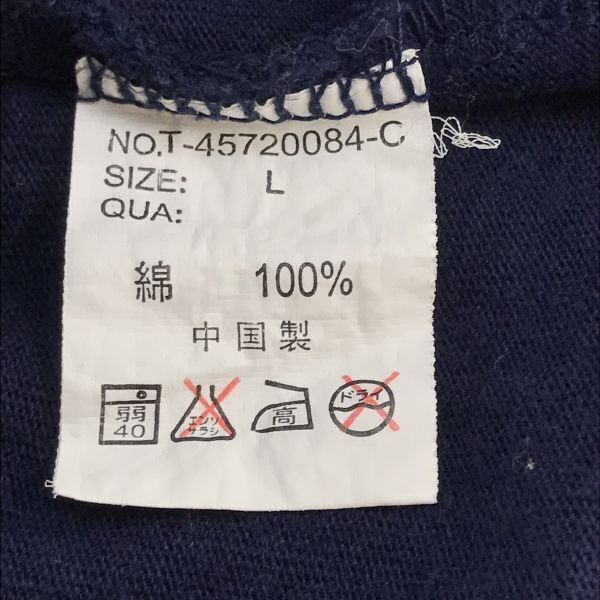 NO.T-45720084-C
SIZE: L
QUA:
綿 100%
中国製
弱 エンソ 高 ドライ
40 サラシ